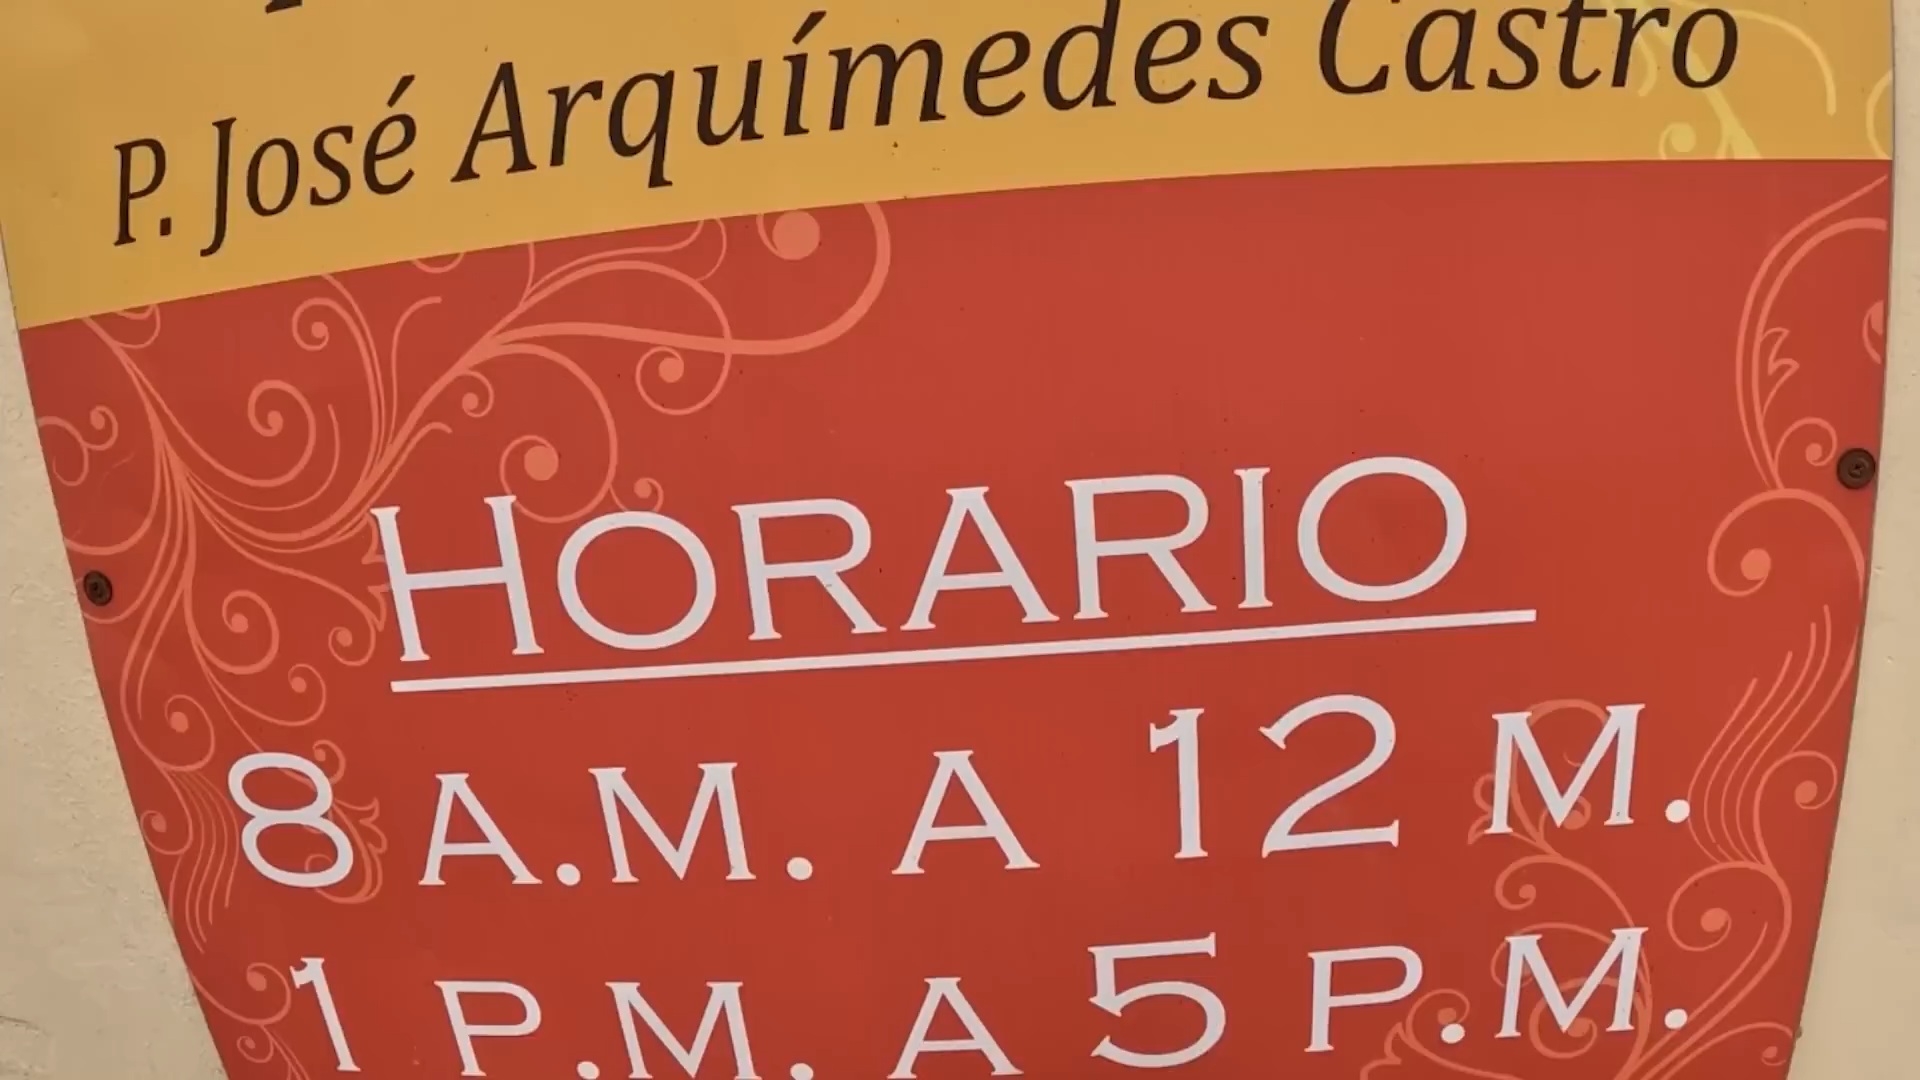 P. José Arquímedes Castro
HORARIO
8 A.M. A 12 M.
1 P.M. A 5 P.M.